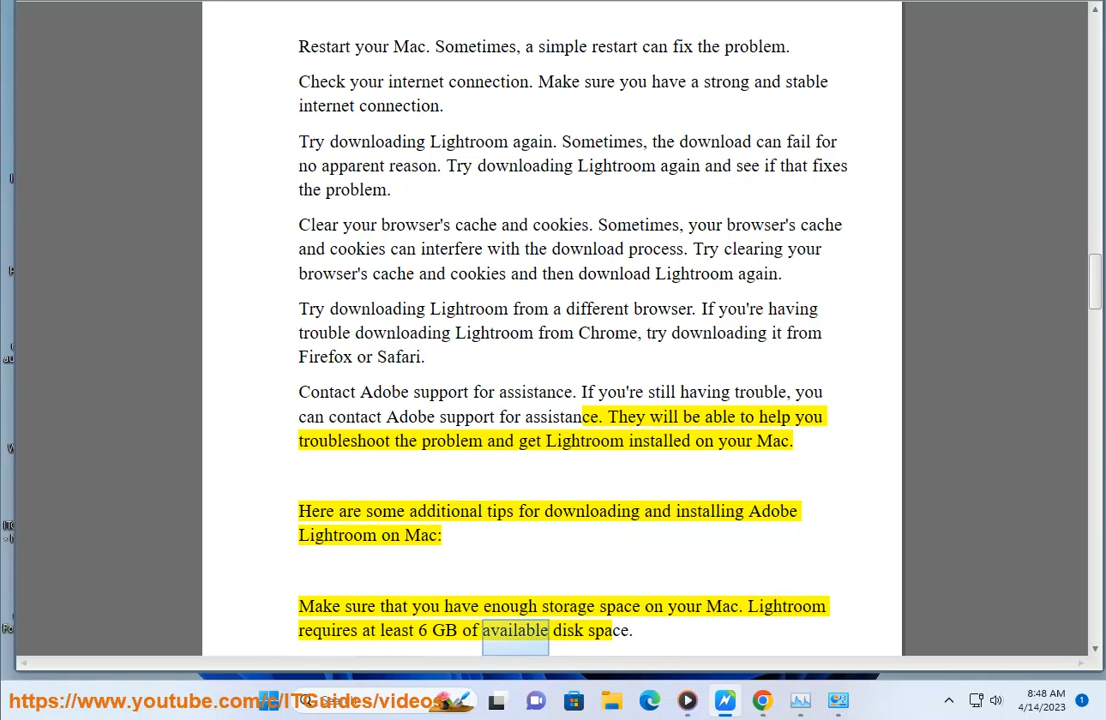 Restart your Mac. Sometimes, a simple restart can fix the problem.
Check your internet connection. Make sure you have a strong and stable
internet connection.
Try downloading Lightroom again. Sometimes, the download can fail for
no apparent reason. Try downloading Lightroom again and see if that fixes
the problem.
Clear your browser's cache and cookies. Sometimes, your browser's cache
and cookies can interfere with the download process. Try clearing your
browser's cache and cookies and then download Lightroom again.
Try downloading Lightroom from a different browser. If you're having
trouble downloading Lightroom from Chrome, try downloading it from
Firefox or Safari.
Contact Adobe support for assistance. If you're still having trouble, you
can contact Adobe support for assistance. They will be able to help you
troubleshoot the problem and get Lightroom installed on your Mac.
Here are some additional tips for downloading and installing Adobe
Lightroom on Mac:
Make sure that you have enough storage space on your Mac. Lightroom
requires at least 6 GB of available disk space.
https://www.youtube.com/c/ITGuides/videos
8:48 AM
4/14/2023